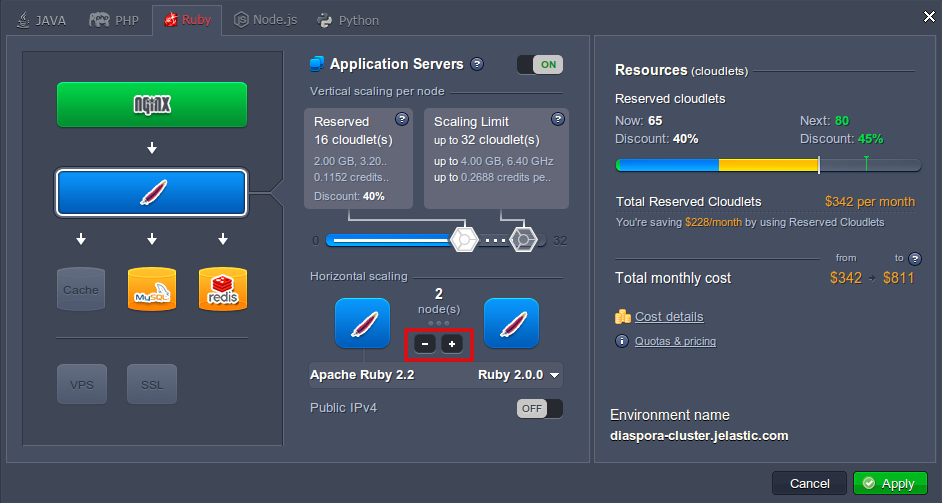 JAVA
PHP
Ruby
Node.js
Python
NGINX
Cache
MySQL
redis
VPS
SSL
Application Servers ?
ON
Vertical scaling per node
Reserved ?
16 cloudlet(s)
2.00 GB, 3.20..
0.1152 credits..
Discount: 40%
Scaling Limit ?
up to 32 cloudlet(s)
up to 4.00 GB, 6.40 GHz
up to 0.2688 credits pe..
0
32
Horizontal scaling
2
node(s)
- +
Apache Ruby 2.2
Ruby 2.0.0
Public IPv4
OFF
Resources (cloudlets)
Reserved cloudlets
Now: 65
Next: 80
Discount: 40%
Discount: 45%
Total Reserved Cloudlets
$342 per month
You're saving $228/month by using Reserved Cloudlets
from
to ?
Total monthly cost
$342
$811
Cost details
Quotas & pricing
Environment name
diaspora-cluster.jelastic.com
Cancel
Apply